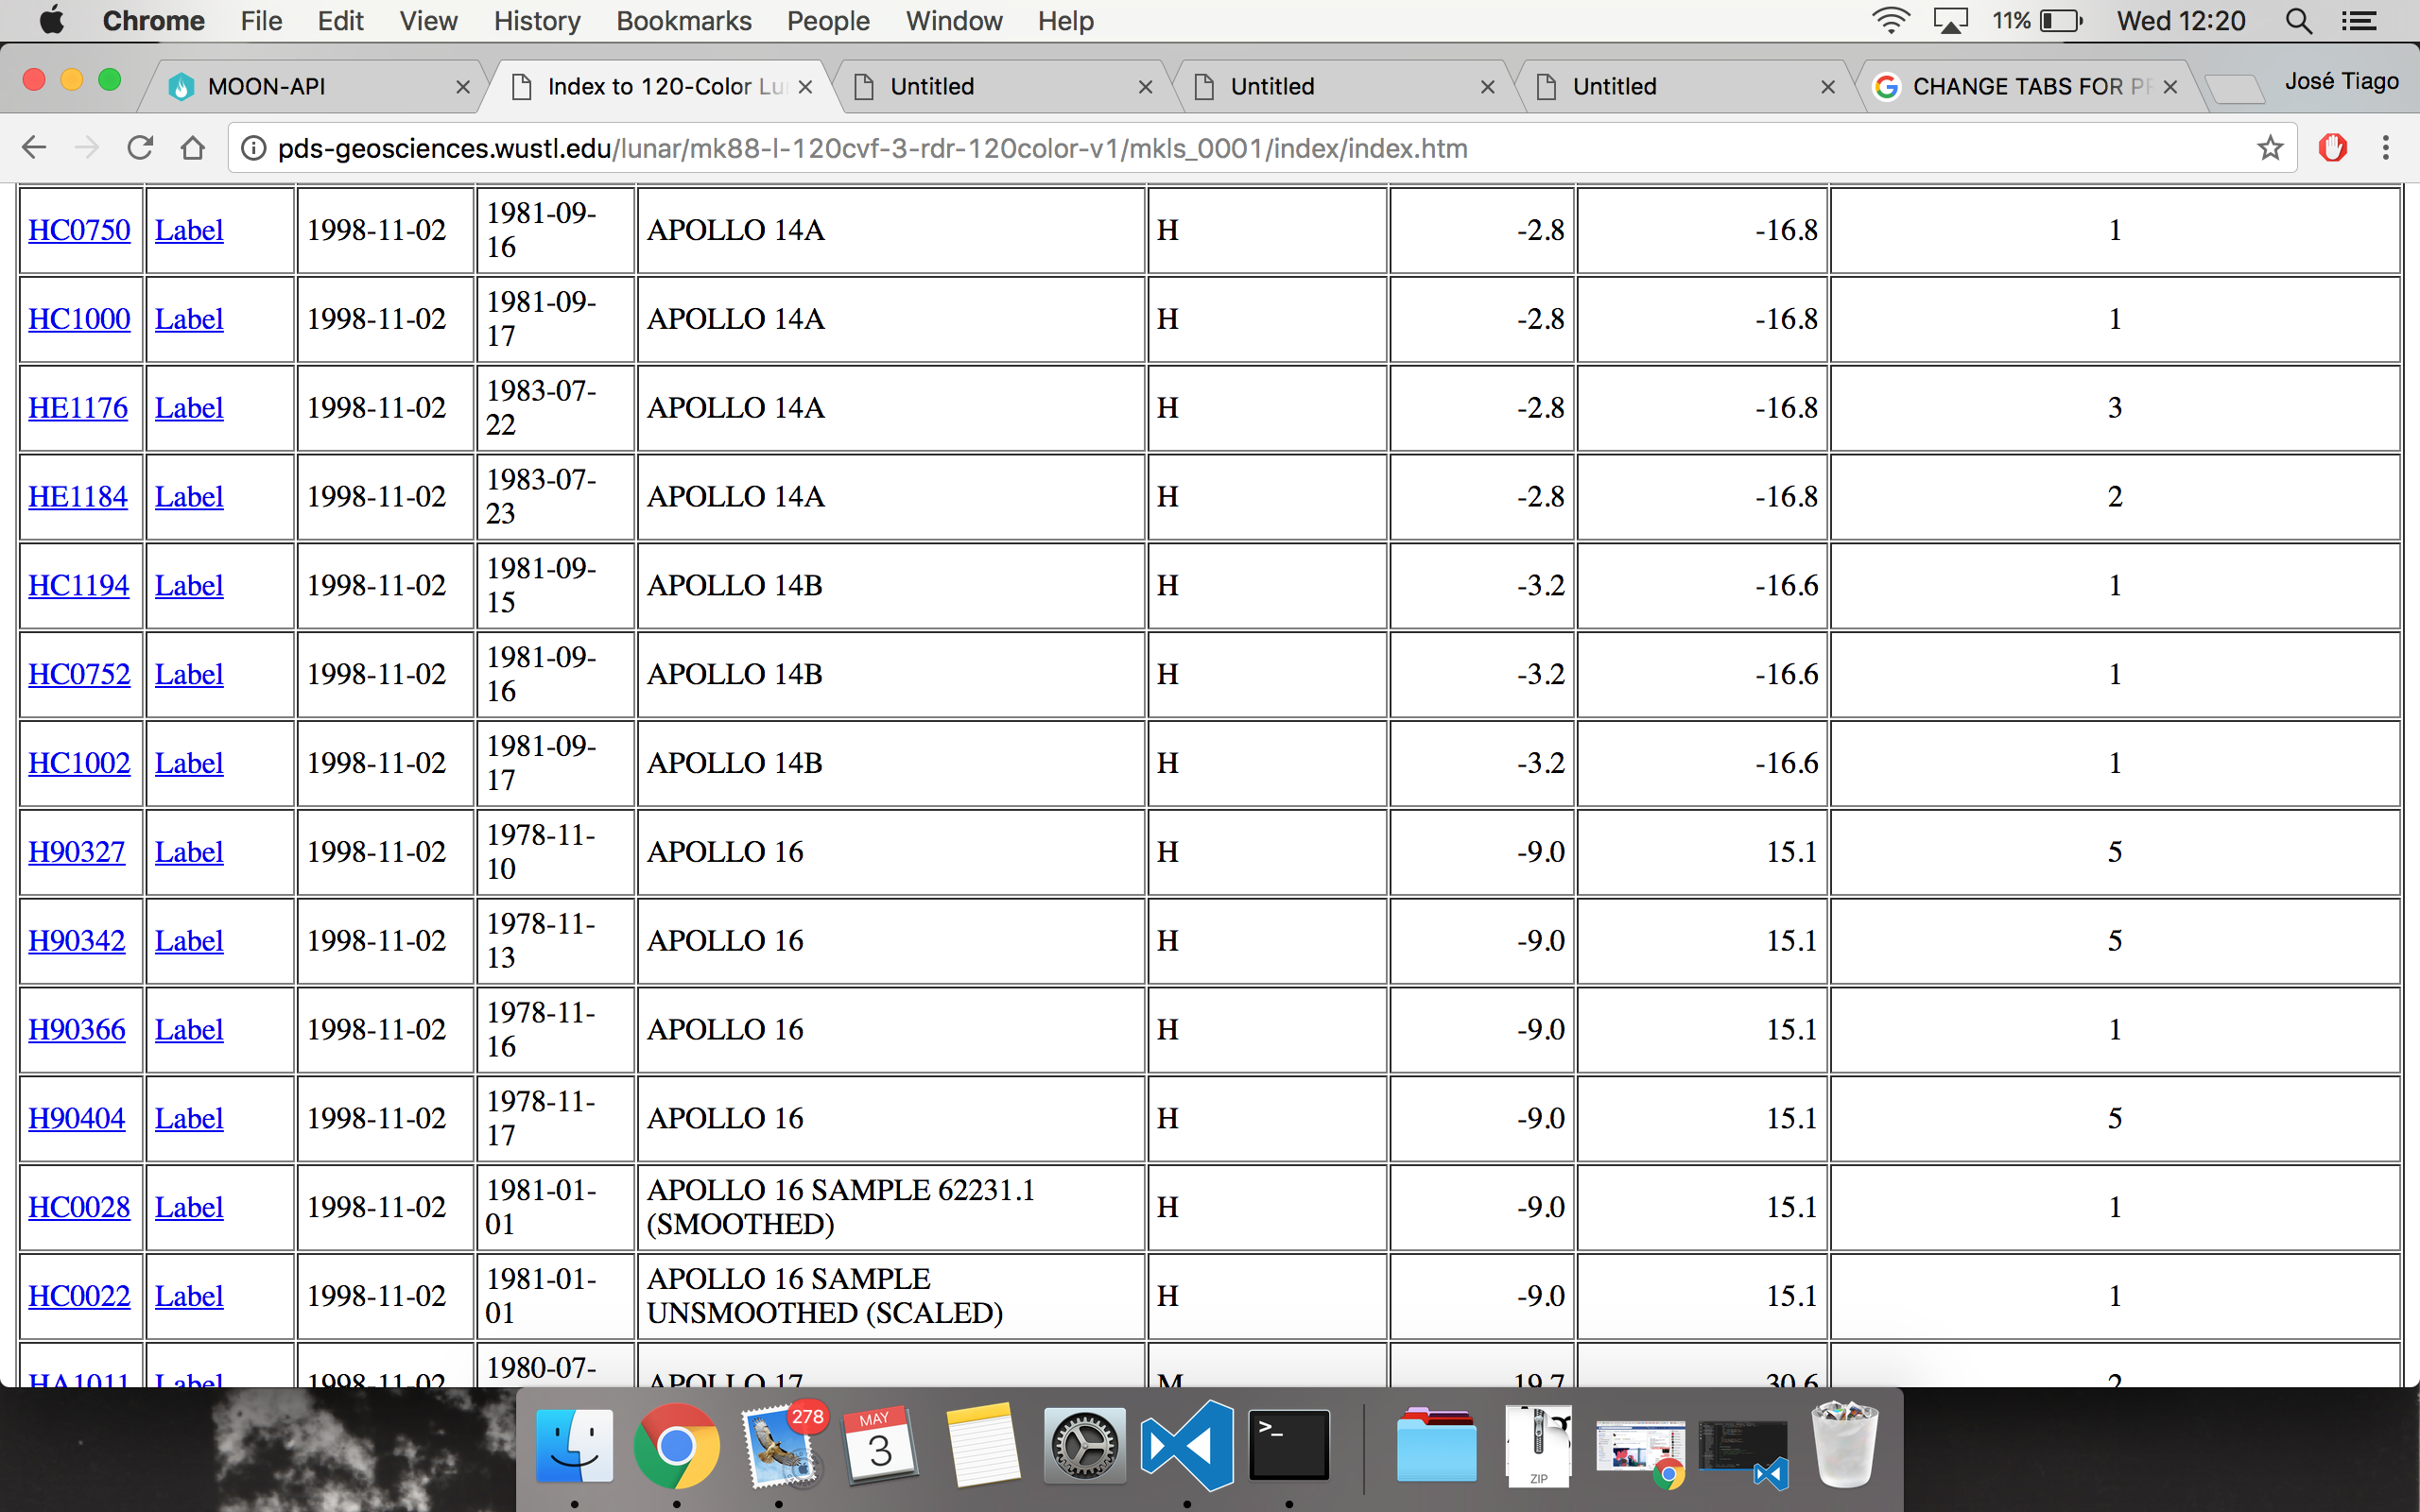 Chrome File Edit View History Bookmarks People Window Help 11% Wed 12:20
MOON-API Index to 120-Color Lu Untitled Untitled Untitled CHANGE TABS FOR José Tiago
pds-geosciences.wustl.edu/lunar/mk88-l-120cvf-3-rdr-120color-v1/mkls_0001/index/index.htm
HC0750 Label 1998-11-02 1981-09-
16 APOLLO 14A H -2.8 -16.8 1
HC1000 Label 1998-11-02 1981-09-
17 APOLLO 14A H -2.8 -16.8 1
HE1176 Label 1998-11-02 1983-07-
22 APOLLO 14A H -2.8 -16.8 3
HE1184 Label 1998-11-02 1983-07-
23 APOLLO 14A H -2.8 -16.8 2
HC1194 Label 1998-11-02 1981-09-
15 APOLLO 14B H -3.2 -16.6 1
HC0752 Label 1998-11-02 1981-09-
16 APOLLO 14B H -3.2 -16.6 1
HC1002 Label 1998-11-02 1981-09-
17 APOLLO 14B H -3.2 -16.6 1
H90327 Label 1998-11-02 1978-11-
10 APOLLO 16 H -9.0 15.1 5
H90342 Label 1998-11-02 1978-11-
13 APOLLO 16 H -9.0 15.1 5
H90366 Label 1998-11-02 1978-11-
16 APOLLO 16 H -9.0 15.1 1
H90404 Label 1998-11-02 1978-11-
17 APOLLO 16 H -9.0 15.1 5
HC0028 Label 1998-11-02 1981-01-
01 APOLLO 16 SAMPLE 62231.1
(SMOOTHED) H -9.0 15.1 1
HC0022 Label 1998-11-02 1981-01-
01 APOLLO 16 SAMPLE
UNSMOOTHED (SCALED) H -9.0 15.1 1
HA1011 Label 1998-11-02 1980-07-
APOLLO 17 M 19.7 30.6 2
278
MAY
3
>_
ZIP